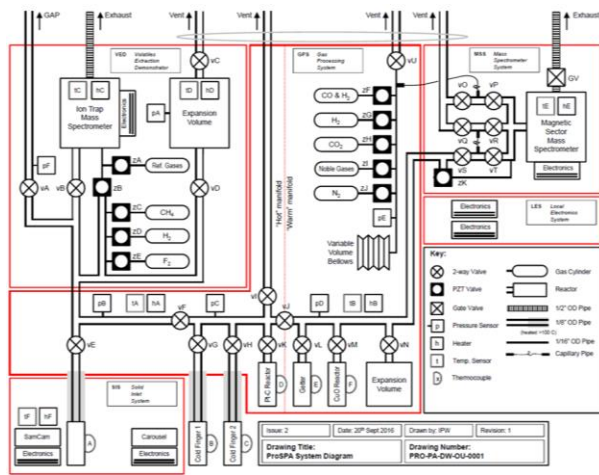 GAP
Exhaust
Vent
Vent
Vent
Vent
Exhaust
VED Volatiles Extraction Demonstrator
vC
GPS Gas Processing System
vU
MSS Mass Spectrometer System
GV
tC
hC
Ion Trap
Mass
Spectrometer
Electronics
pA
tD
hD
Expansion
Volume
CO & H₂
zF
H₂
zG
CO₂
zH
Noble Gases
zI
N₂
zJ
pE
Variable
Volume
Bellows
vO
vP
vQ
vR
vS
vT
zK
tE
hE
Magnetic
Sector
Mass
Spectrometer
Electronics
pF
vA
vB
zA
Ref. Gases
zB
zC
CH₄
zD
H₂
zE
F₂
vD
"Hot" manifold
"Warm" manifold
Electronics
Electronics
LES Local Electronics System
Key:
2-way Valve
PZT Valve
Gate Valve
p
Pressure Sensor
h
Heater
t
Temp. Sensor
x
Thermocouple
Gas Cylinder
Reactor
1/2" OD Pipe
1/8" OD Pipe
(heated ~100 C)
1/16" OD Pipe
Capillary Pipe
pB
tA
hA
vF
pC
vI
vJ
pD
tB
hB
vE
vG
vH
vK
vL
vM
vN
SIS Solid Inlet System
tF
hF
SamCam
Electronics
Carousel
Electronics
A
Cold Finger 1
B
Cold Finger 2
C
D
Getter
E
CuO Reactor
F
Expansion
Volume
Issue: 2
Date: 20th Sept 2016
Drawn by: IPW
Revision: 1
Drawing Title:
ProSPA System Diagram
Drawing Number:
PRO-PA-DW-OU-0001